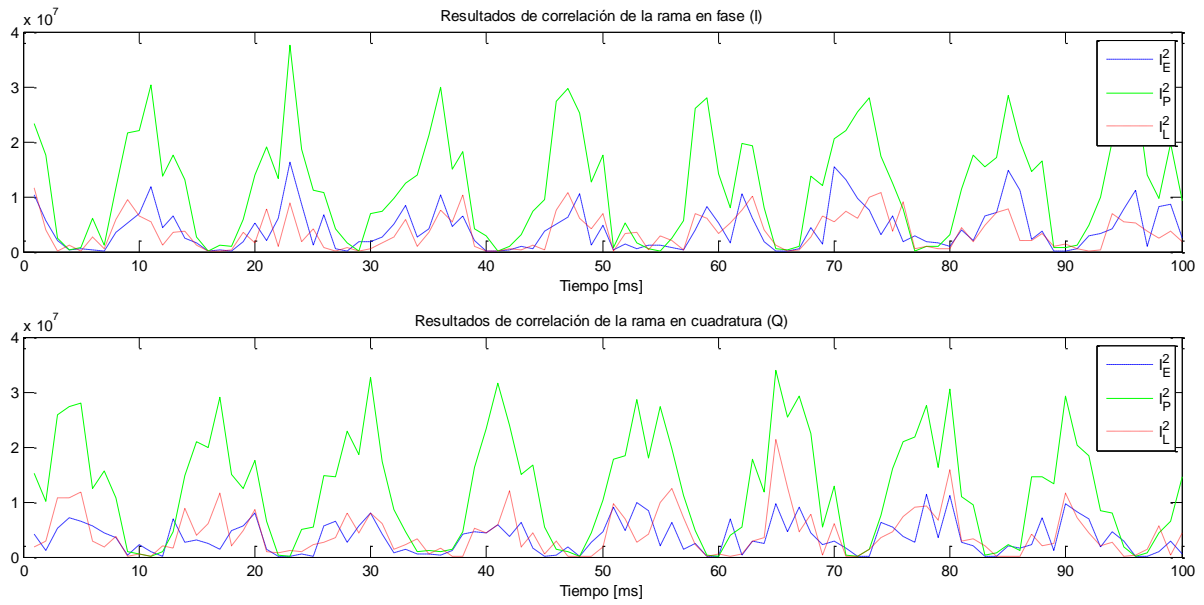 Resultados de correlación de la rama en fase (I)
x 10^7
4
3
2
1
0
0 10 20 30 40 50 60 70 80 90 100
Tiempo [ms]
I_E^2
I_P^2
I_L^2
Resultados de correlación de la rama en cuadratura (Q)
x 10^7
4
3
2
1
0
0 10 20 30 40 50 60 70 80 90 100
Tiempo [ms]
I_E^2
I_P^2
I_L^2